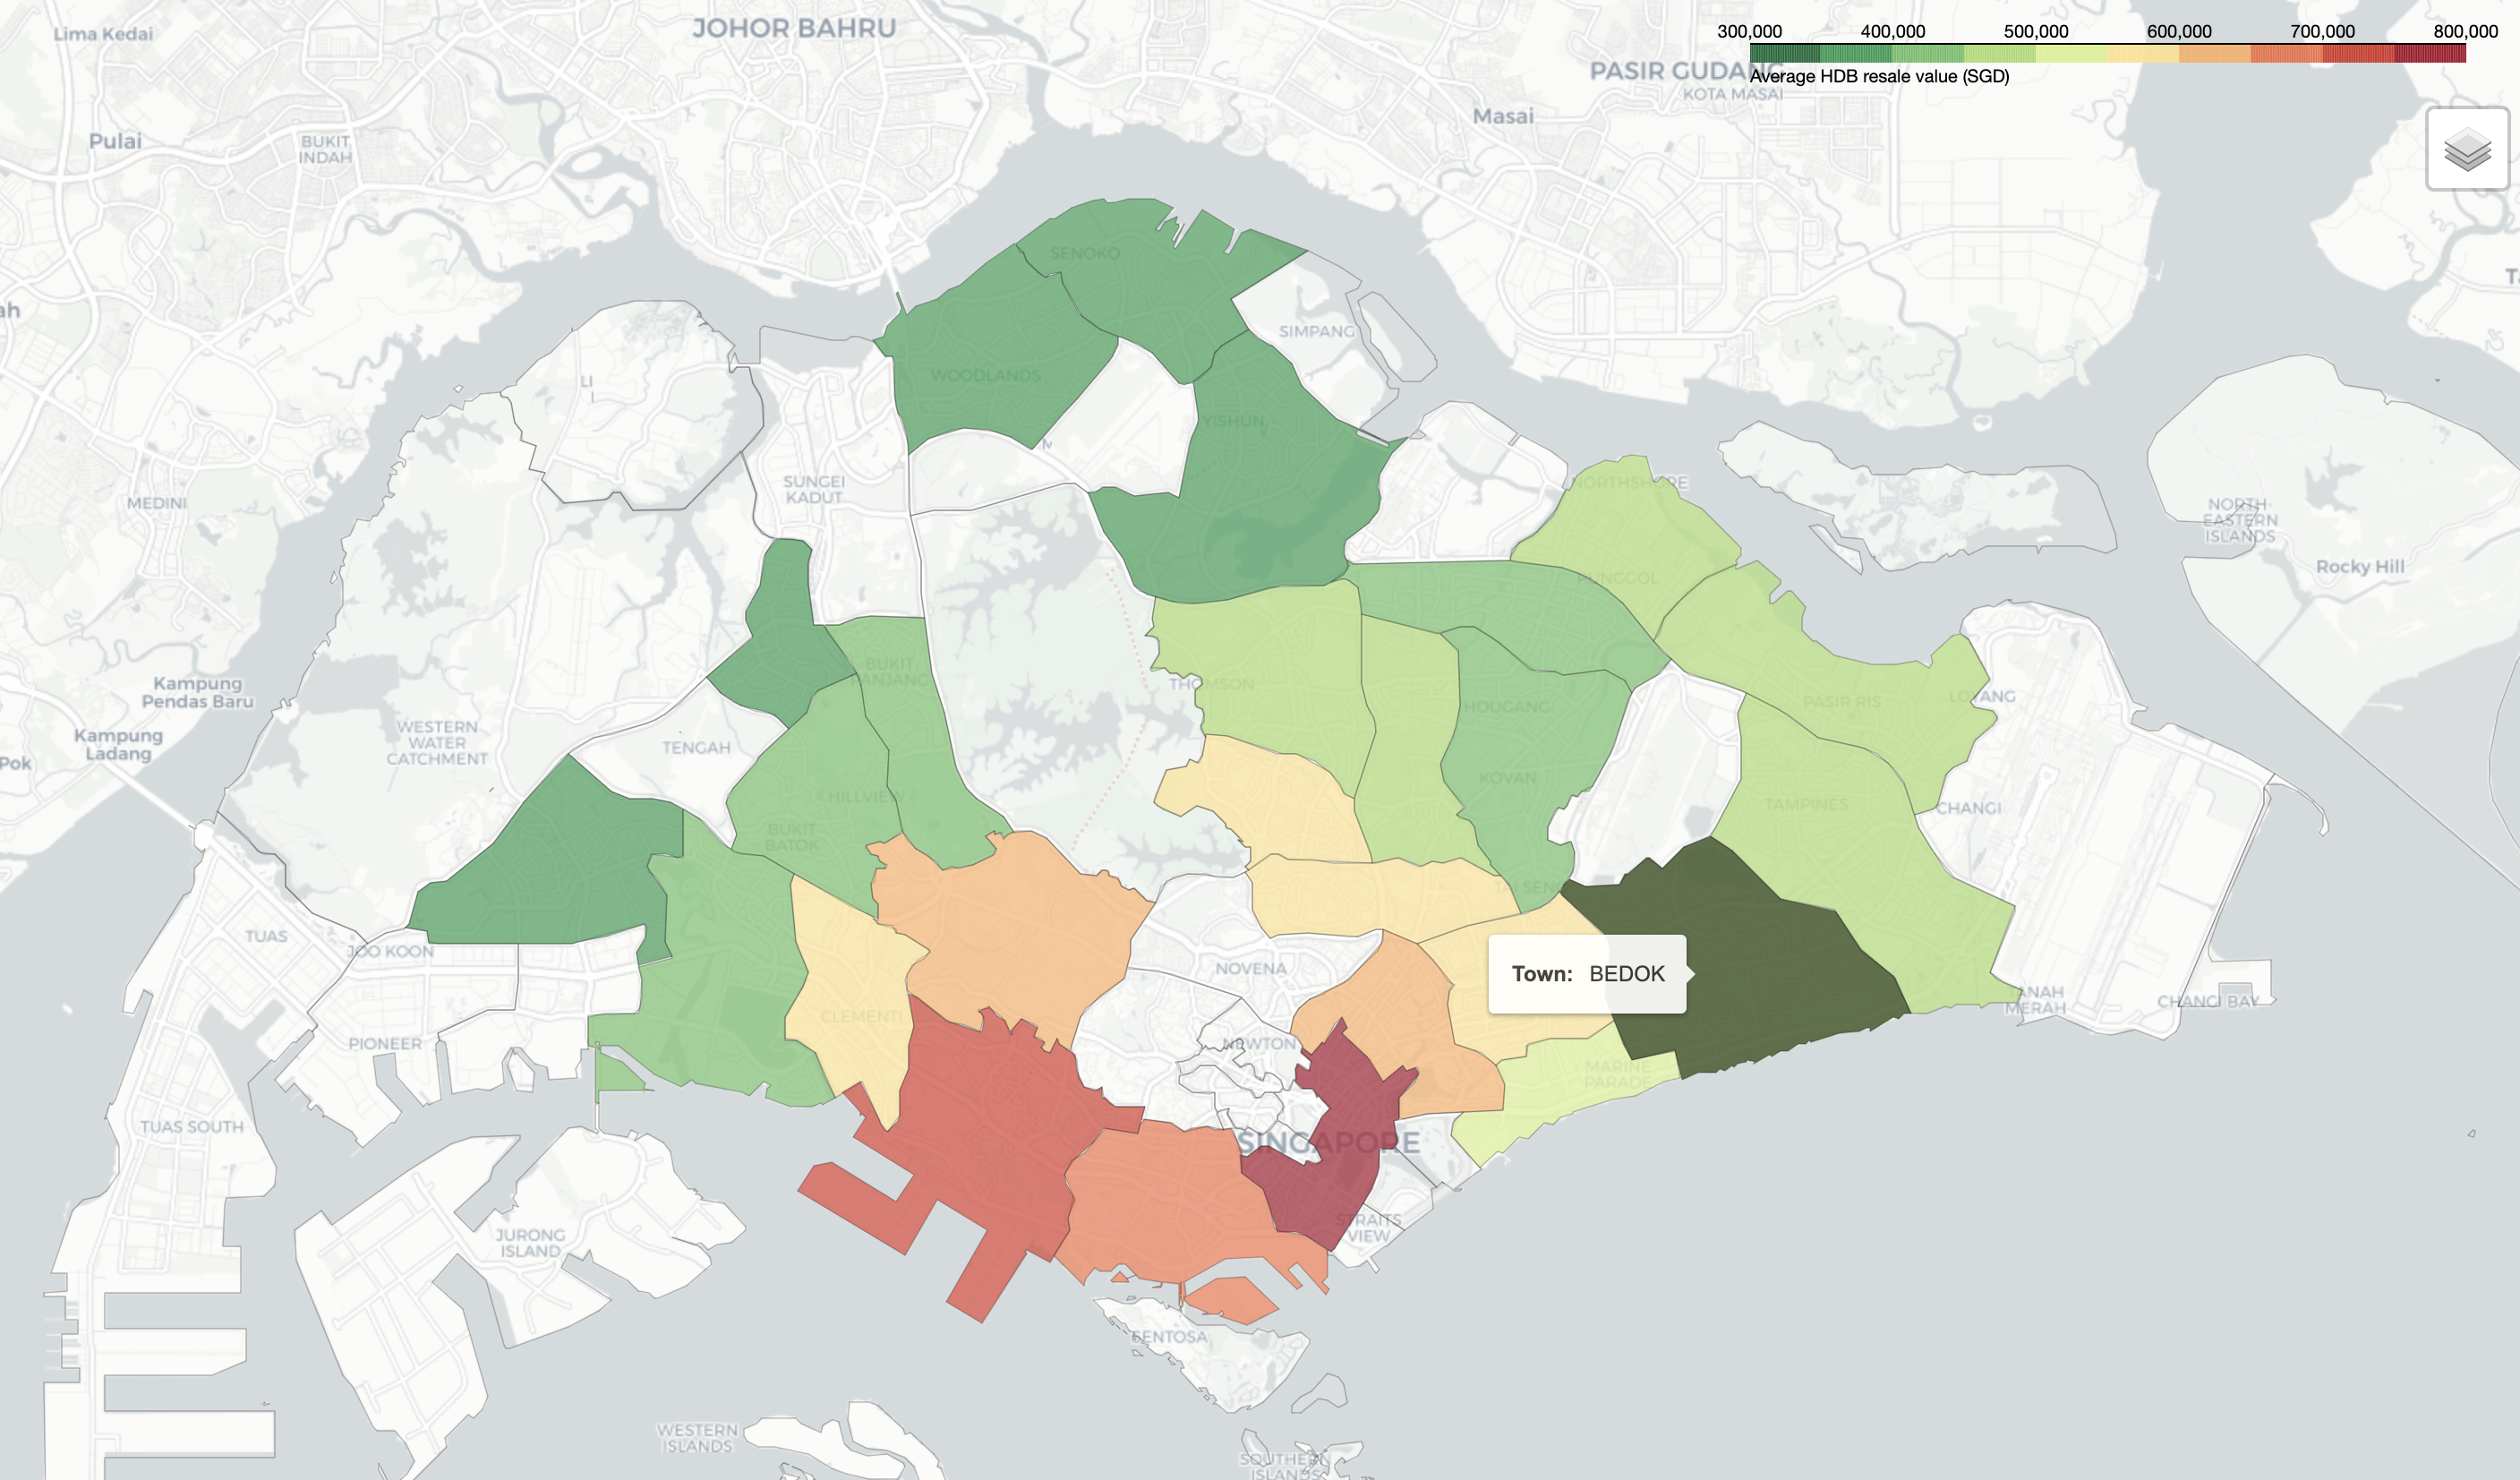 Lima Kedai
JOHOR BAHRU
300,000
400,000
500,000
600,000
700,000
800,000
Average HDB resale value (SGD)
PASIR GUDANG
KOTA MASAI
Masai
Pulai
BUKIT
INDAH
SENOKO
SIMPANG
WOODLANDS
YISHUN
LI
I
M
SUNGEI
KADUT
MEDINI
NORTHSHORE
NORTH-
EASTERN
ISLANDS
Rocky Hill
PUNGGOL
BUKIT
PANJANG
THOMSON
Kampung
Pendas Baru
Kampung
Ladang
Pok
WESTERN
WATER
CATCHMENT
TENGAH
HOUGANG
PASIR RIS
LOYANG
KOVAN
HILLVIEW
TAMPINES
CHANGI
BUKIT
BATOK
TAI SENG
TUAS
JOO KOON
NOVENA
Town: BEDOK
TANAH
MERAH
CHANGI BAY
CLEMENTI
PIONEER
NEWTON
MARINE
PARADE
TUAS SOUTH
SINGAPORE
JURONG
ISLAND
STRAITS
VIEW
SENTOSA
WESTERN
ISLANDS
SOUTHERN
ISLANDS